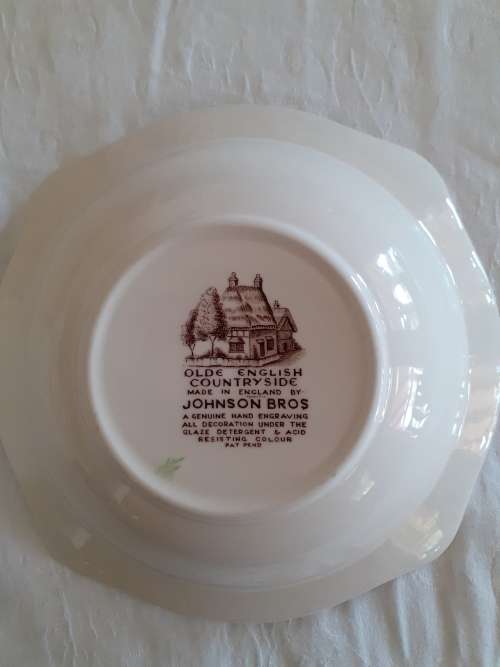 OLDE ENGLISH
COUNTRYSIDE
MADE IN ENGLAND BY
JOHNSON BROS
A GENUINE HAND ENGRAVING
ALL DECORATION UNDER THE
GLAZE DETERGENT & ACID
RESISTING COLOUR
PAT PEND